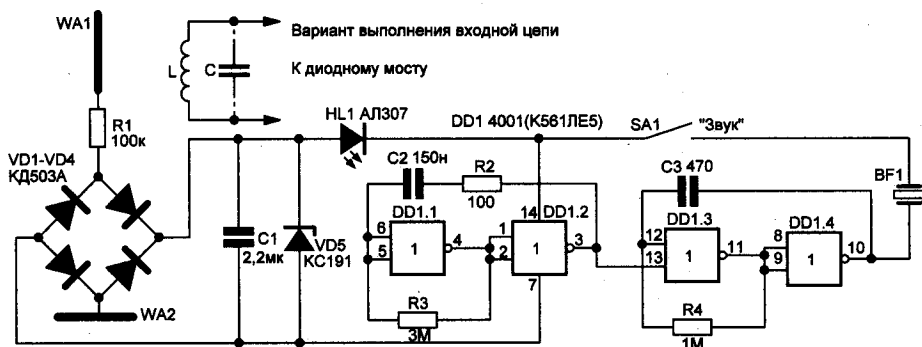 WA1
Вариант выполнения входной цепи
L
C
К диодному мосту
R1
100к
HL1 АЛ307
DD1 4001(К561ЛЕ5)
SA1
"Звук"
VD1-VD4
КД503А
C2 150н
R2
100
C3 470
BF1
DD1.1
DD1.2
DD1.3
DD1.4
14
6
5
1
4
1
2
1
3
7
12
13
1
11
8
9
1
10
C1
2,2мк
VD5
КС191
R3
3М
R4
1М
WA2